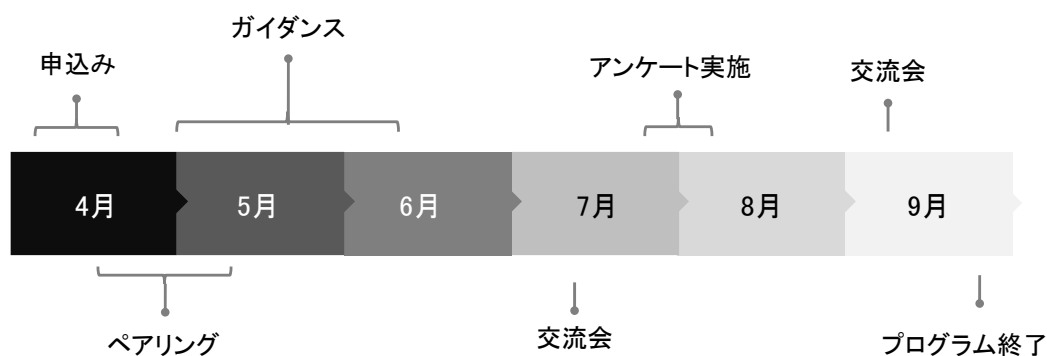 ガイダンス
申込み
アンケート実施
交流会
4月
5月
6月
7月
8月
9月
ペアリング
交流会
プログラム終了